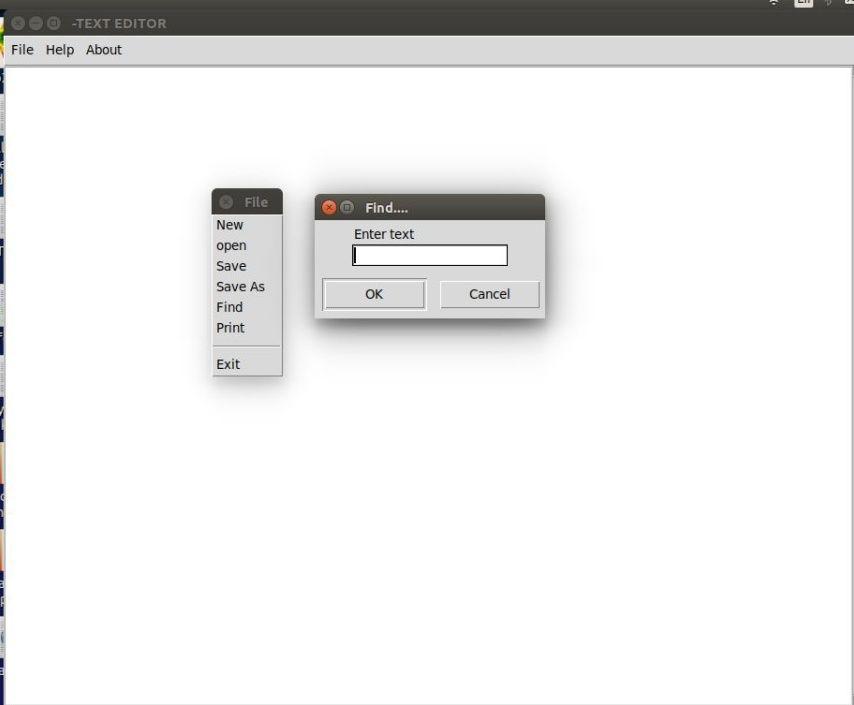 -TEXT EDITOR
File Help About
File
New
open
Save
Save As
Find
Print
Exit
Find....
Enter text
OK Cancel